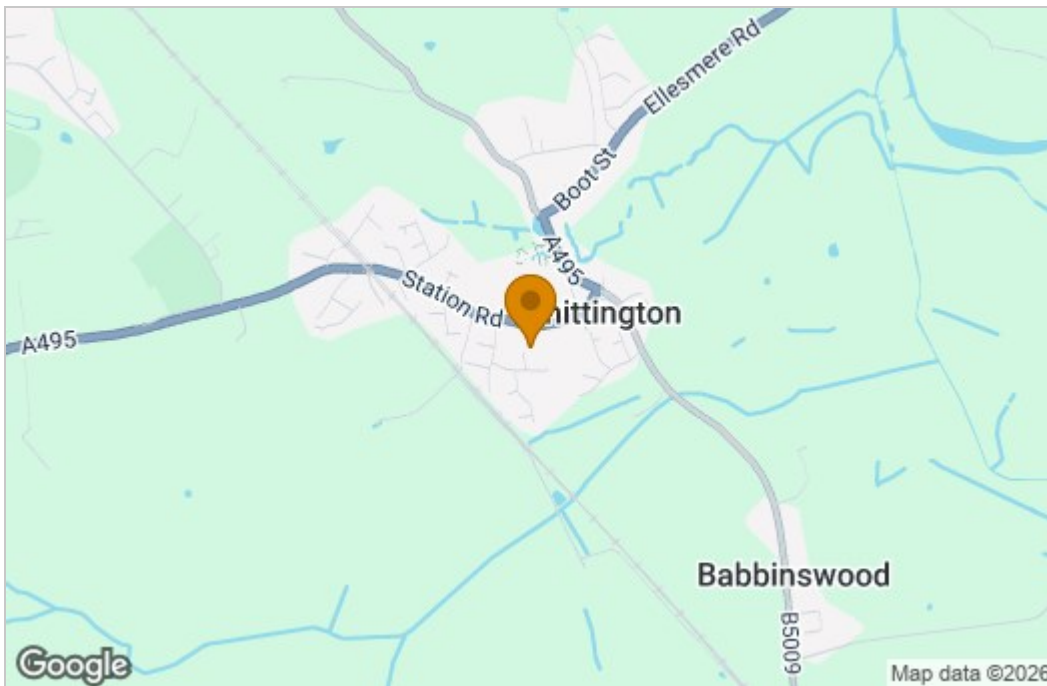 Ellesmere Rd
Boot St
A495
Station Rd
hittington
A495
Babbinswood
B5009
Google
Map data ©2026